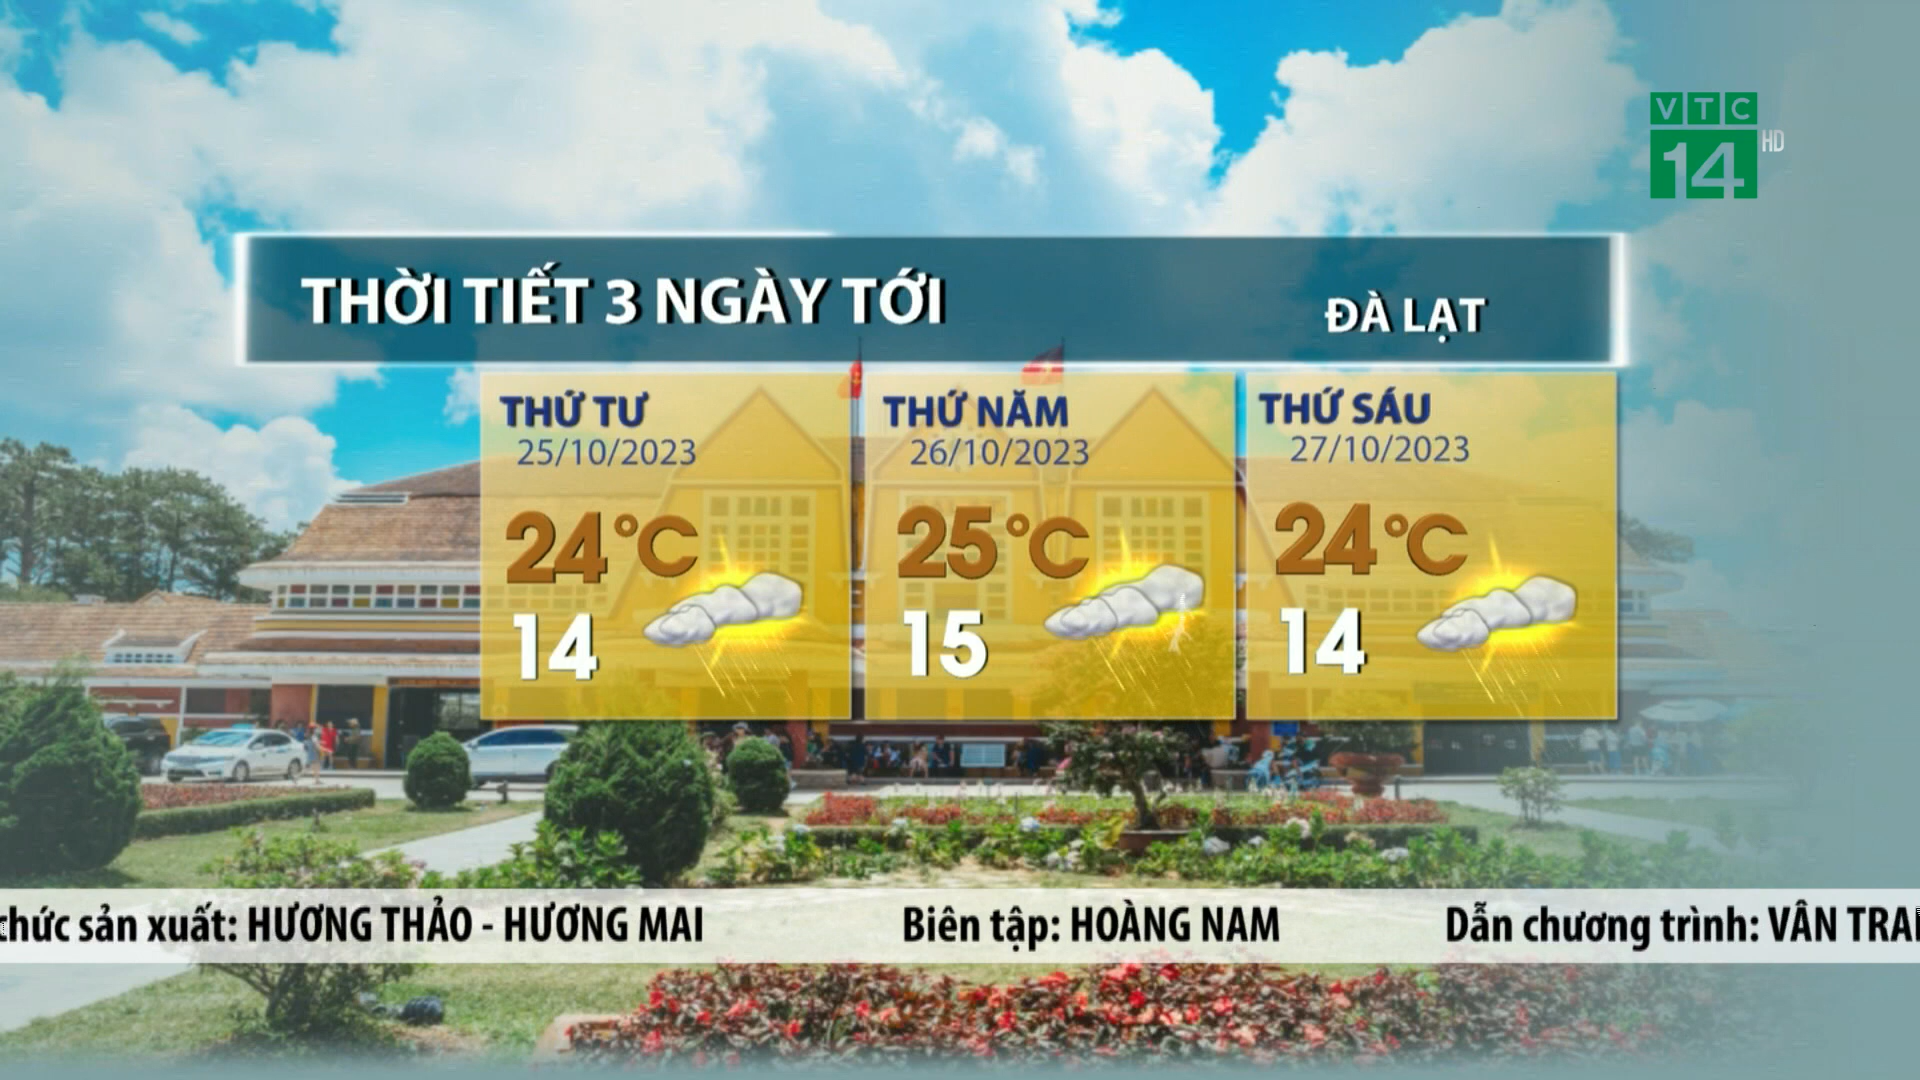 VTC
14 HD
THỜI TIẾT 3 NGÀY TỚI
ĐÀ LẠT
THỨ TƯ
25/10/2023
24°C
14
THỨ NĂM
26/10/2023
25°C
15
THỨ SÁU
27/10/2023
24°C
14
chức sản xuất: HƯƠNG THẢO - HƯƠNG MAI Biên tập: HOÀNG NAM Dẫn chương trình: VÂN